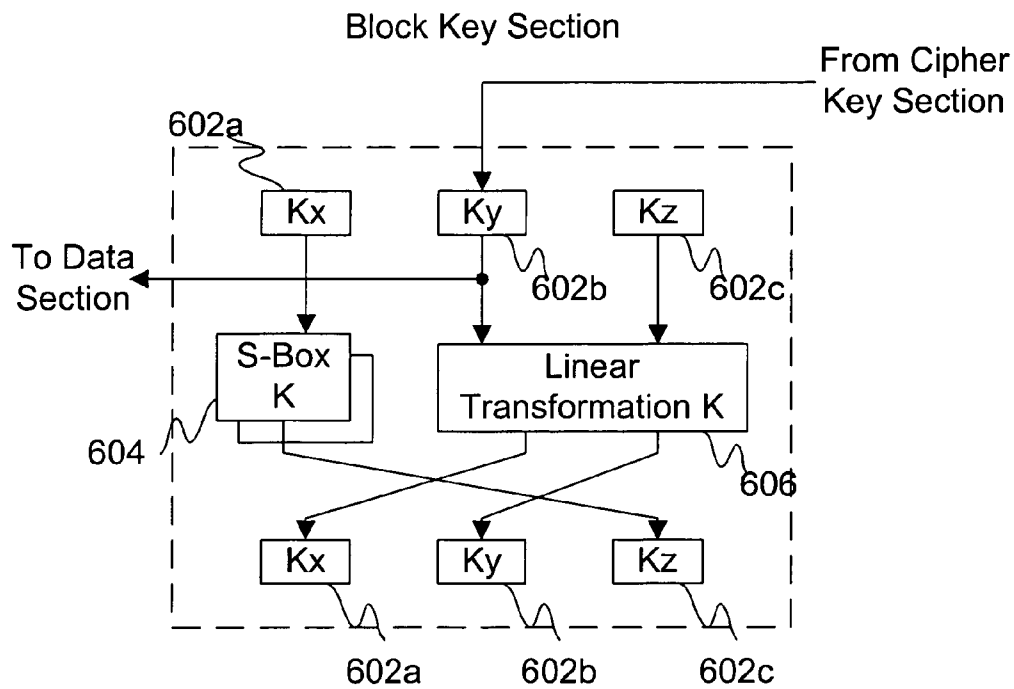 Block Key Section
From Cipher
Key Section
602a
Kx
Ky
Kz
To Data
Section
602b
602c
S-Box
K
Linear
Transformation K
604
606
Kx
Ky
Kz
602a
602b
602c